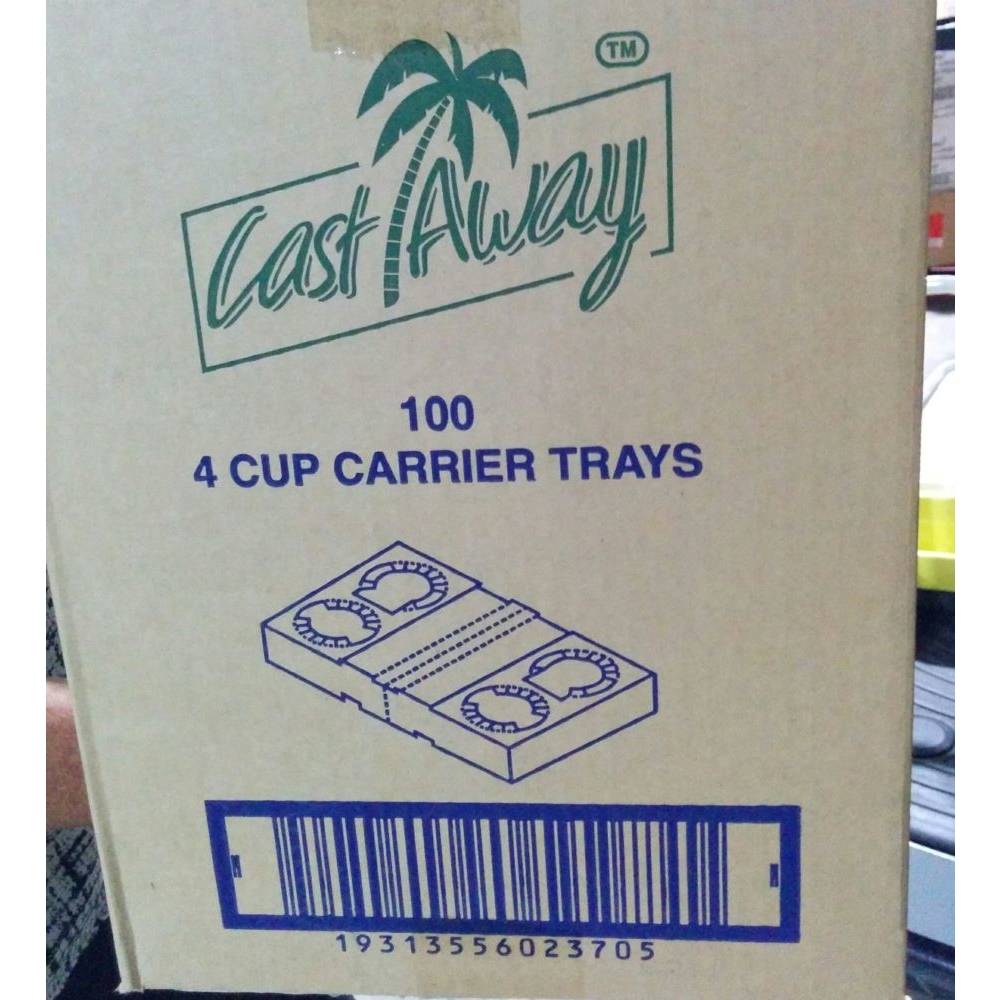 TM
Cast Away
100
4 CUP CARRIER TRAYS
19313556023705